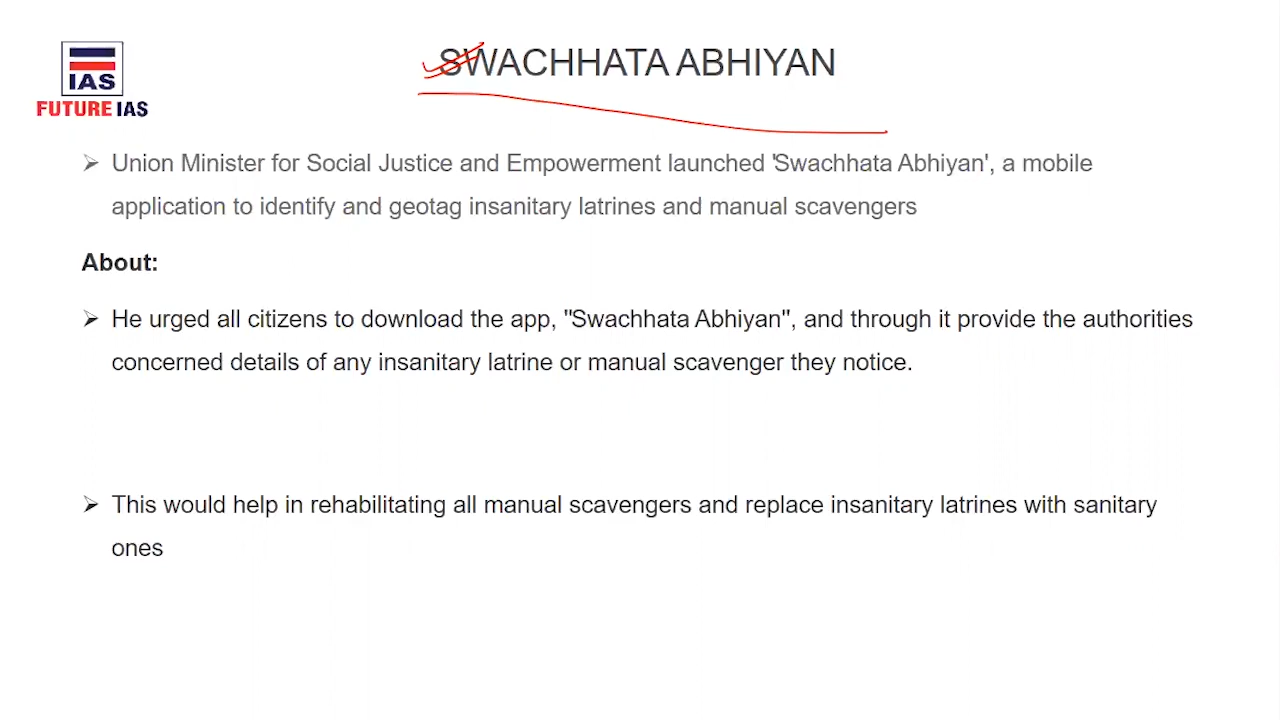 SWACHHATA ABHIYAN
IAS
FUTURE IAS
➢ Union Minister for Social Justice and Empowerment launched 'Swachhata Abhiyan', a mobile
application to identify and geotag insanitary latrines and manual scavengers
About:
➢ He urged all citizens to download the app, "Swachhata Abhiyan", and through it provide the authorities
concerned details of any insanitary latrine or manual scavenger they notice.
➢ This would help in rehabilitating all manual scavengers and replace insanitary latrines with sanitary
ones